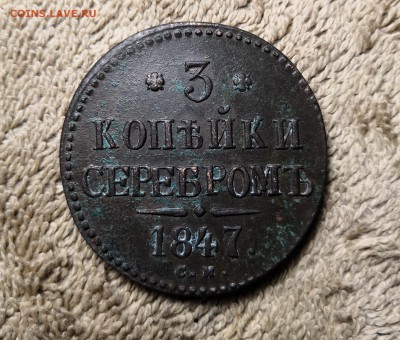 COINS.LAVE.RU
3
КОПѢЙКИ
СЕРЕБРОМЪ
1847.
С.М.